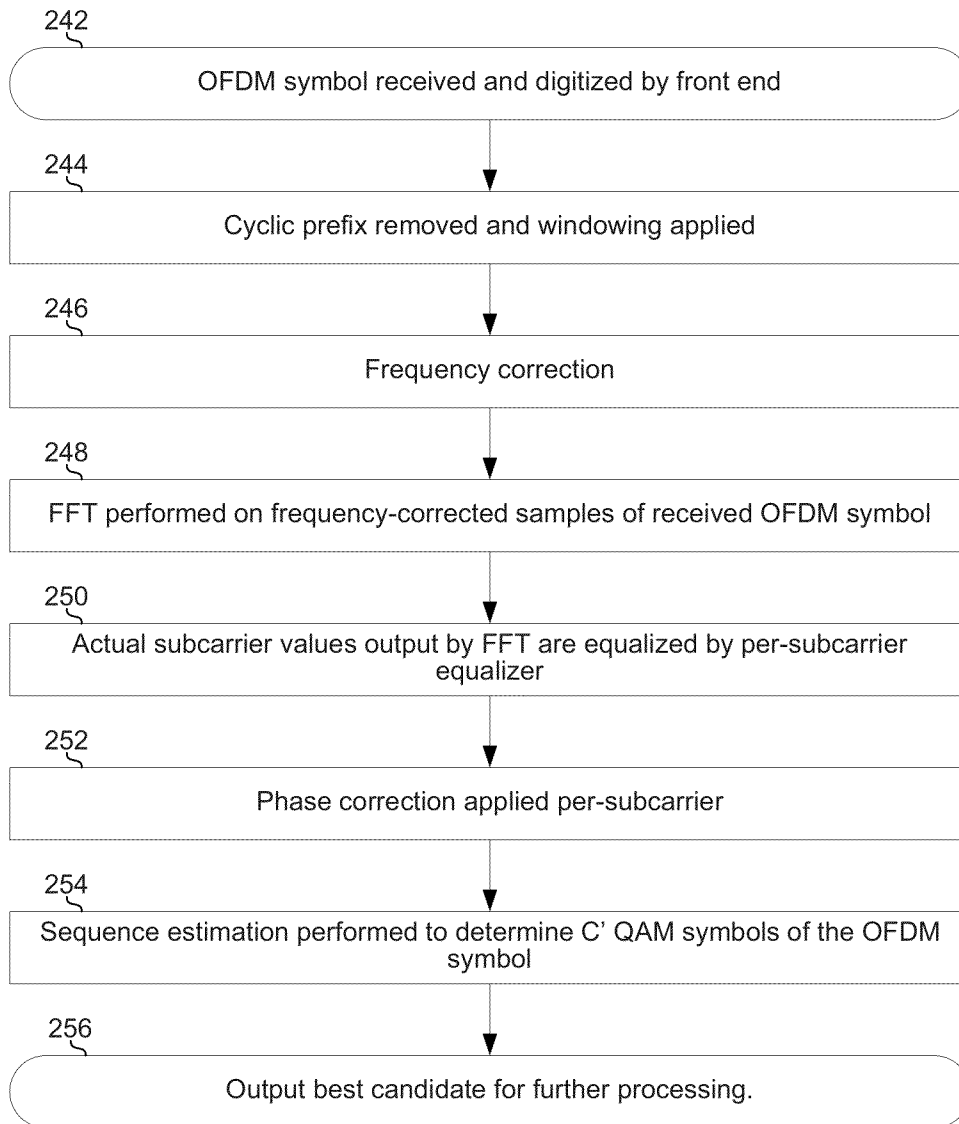 242
OFDM symbol received and digitized by front end
244
Cyclic prefix removed and windowing applied
246
Frequency correction
248
FFT performed on frequency-corrected samples of received OFDM symbol
250
Actual subcarrier values output by FFT are equalized by per-subcarrier
equalizer
252
Phase correction applied per-subcarrier
254
Sequence estimation performed to determine C’ QAM symbols of the OFDM
symbol
256
Output best candidate for further processing.